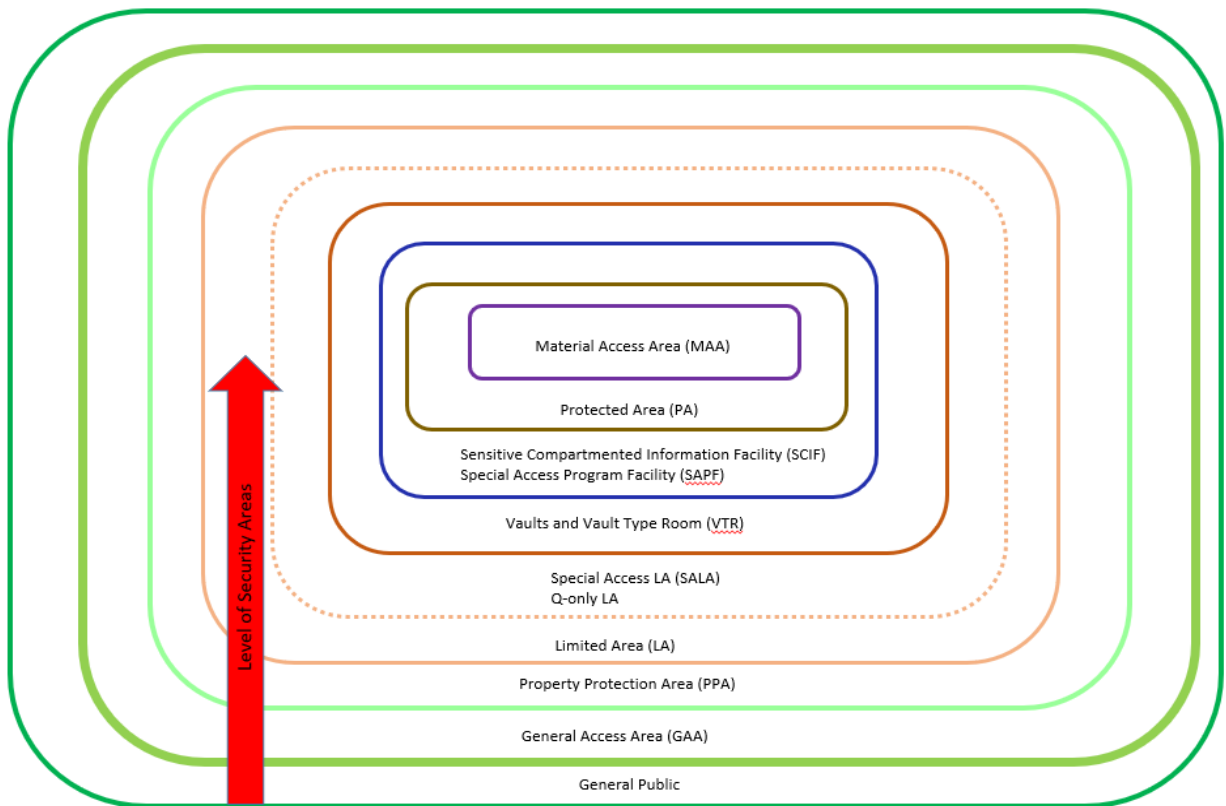 Material Access Area (MAA)
Protected Area (PA)
Sensitive Compartmented Information Facility (SCIF)
Special Access Program Facility (SAPF)
Vaults and Vault Type Room (VTR)
Special Access LA (SALA)
Q-only LA
Limited Area (LA)
Property Protection Area (PPA)
General Access Area (GAA)
General Public
Level of Security Areas